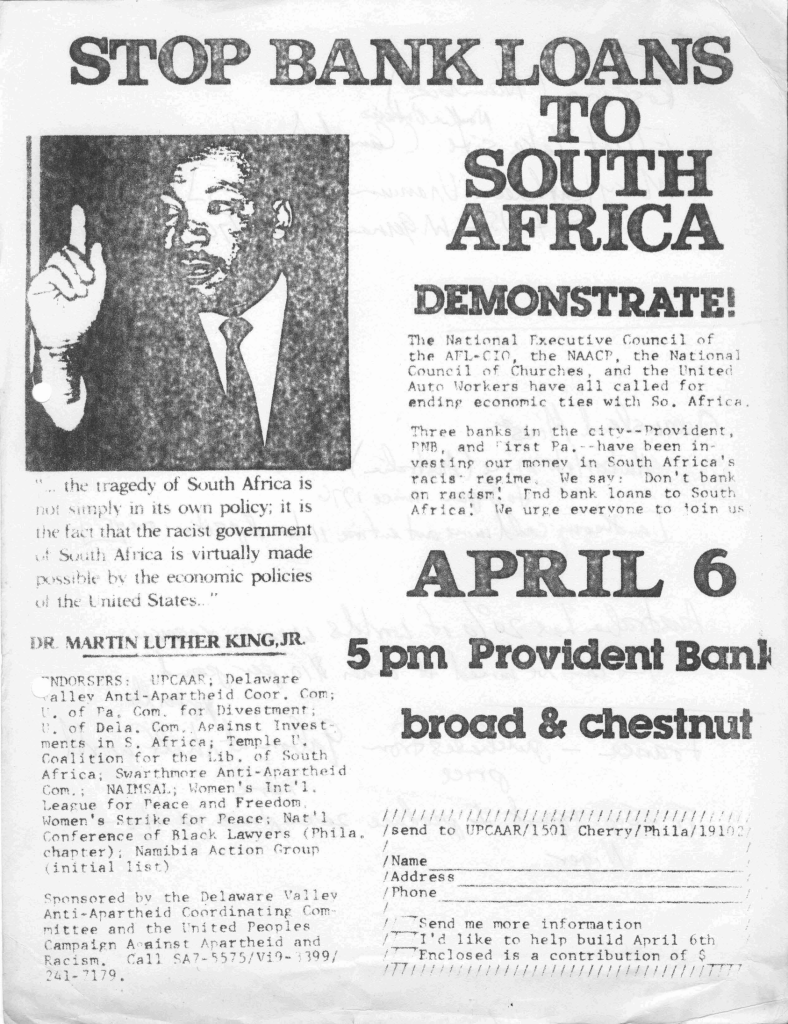 STOP BANK LOANS
TO
SOUTH
AFRICA
DEMONSTRATE!
The National Executive Council of
the AFL-CIO, the NAACP, the National
Council of Churches, and the United
Auto Workers have all called for
ending economic ties with So. Africa.
Three banks in the city--Provident,
PNB, and First Pa.--have been in-
vesting our money in South Africa's
racist regime. We say: Don't bank
on racism! End bank loans to South
Africa! We urge everyone to join us
APRIL 6
5 pm Provident Bank
broad & chestnut
"... the tragedy of South Africa is
not simply in its own policy; it is
the fact that the racist government
of South Africa is virtually made
possible by the economic policies
of the United States..."
DR. MARTIN LUTHER KING, JR.
ENDORSERS: UPCAAR; Delaware
Valley Anti-Apartheid Coor. Com;
U. of Pa. Com. for Divestment;
U. of Dela. Com. Against Invest-
ments in S. Africa; Temple U.
Coalition for the Lib. of South
Africa; Swarthmore Anti-Apartheid
Com.; NAIMSAL; Women's Int'l.
League for Peace and Freedom,
Women's Strike for Peace; Nat'l
Conference of Black Lawyers (Phila.
chapter); Namibia Action Group
(initial list)
Sponsored by the Delaware Valley
Anti-Apartheid Coordinating Com-
mittee and the United Peoples
Campaign Against Apartheid and
Racism. Call SA7-5575/VI9-3399/
241-7179.
/send to UPCAAR/1501 Cherry/Phila/19102/
/Name
/Address
/Phone
Send me more information
I'd like to help build April 6th
Enclosed is a contribution of $